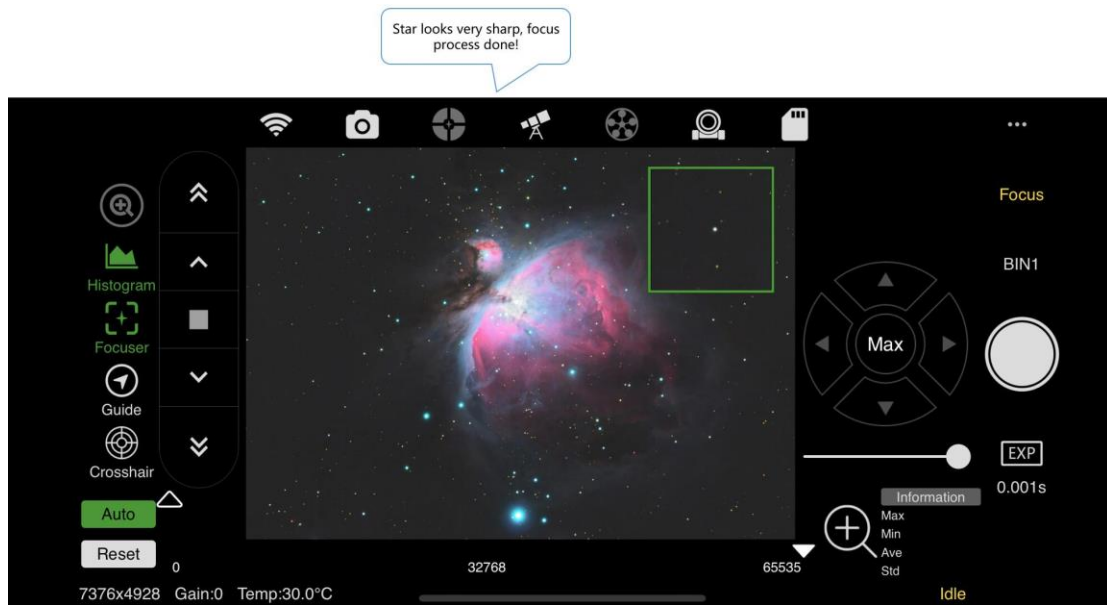 Star looks very sharp, focus
process done!
Focus
Histogram
BIN1
Focuser
Max
Guide
Crosshair
EXP
0.001s
Auto
Information
Max
Min
Ave
Std
Reset
0
32768
65535
7376x4928 Gain:0 Temp:30.0°C
Idle